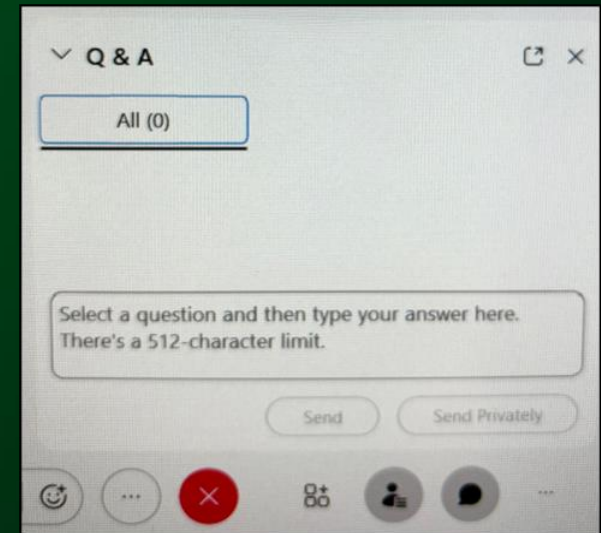 Q & A
All (0)
Select a question and then type your answer here.
There's a 512-character limit.
Send
Send Privately